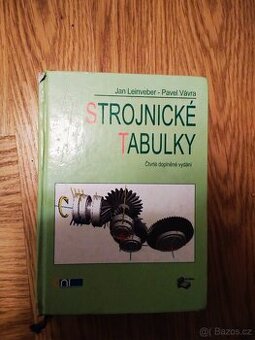 Jan Leinveber - Pavel Vávra
STROJNICKÉ
TABULKY
Čtvrté doplněné vydání
© Bazos.cz